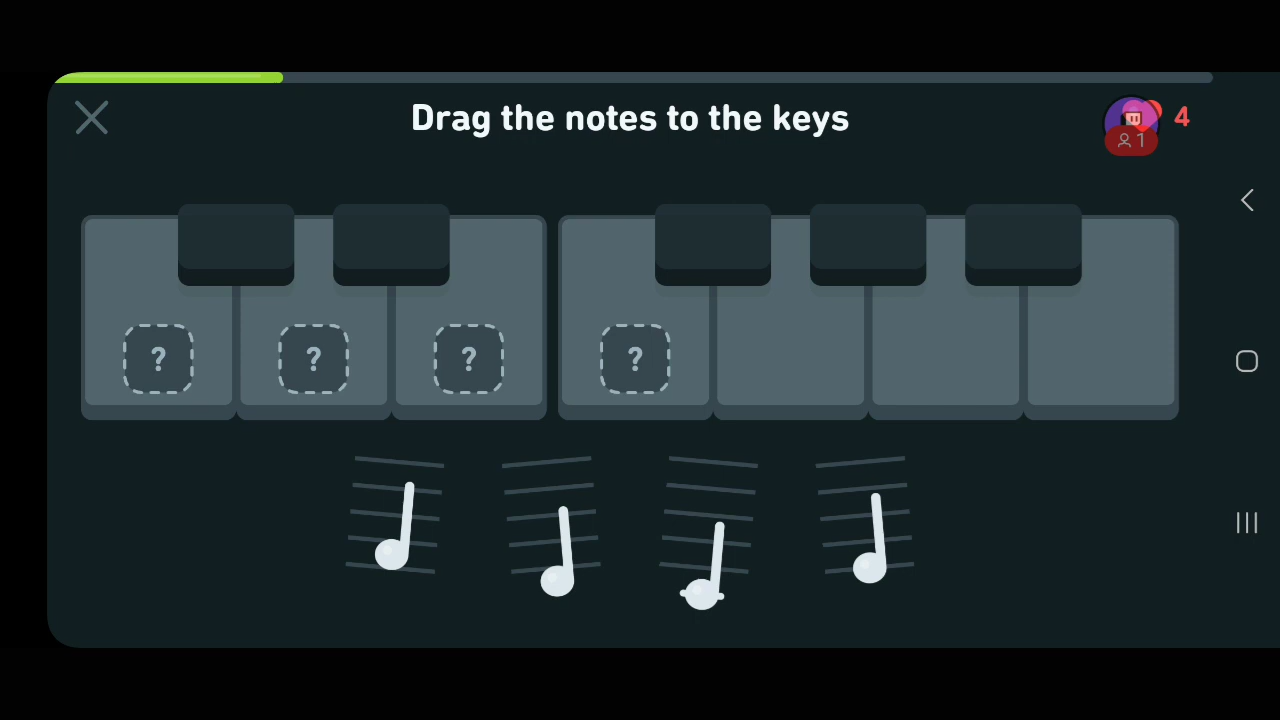 Drag the notes to the keys
4
1
? ? ? ?